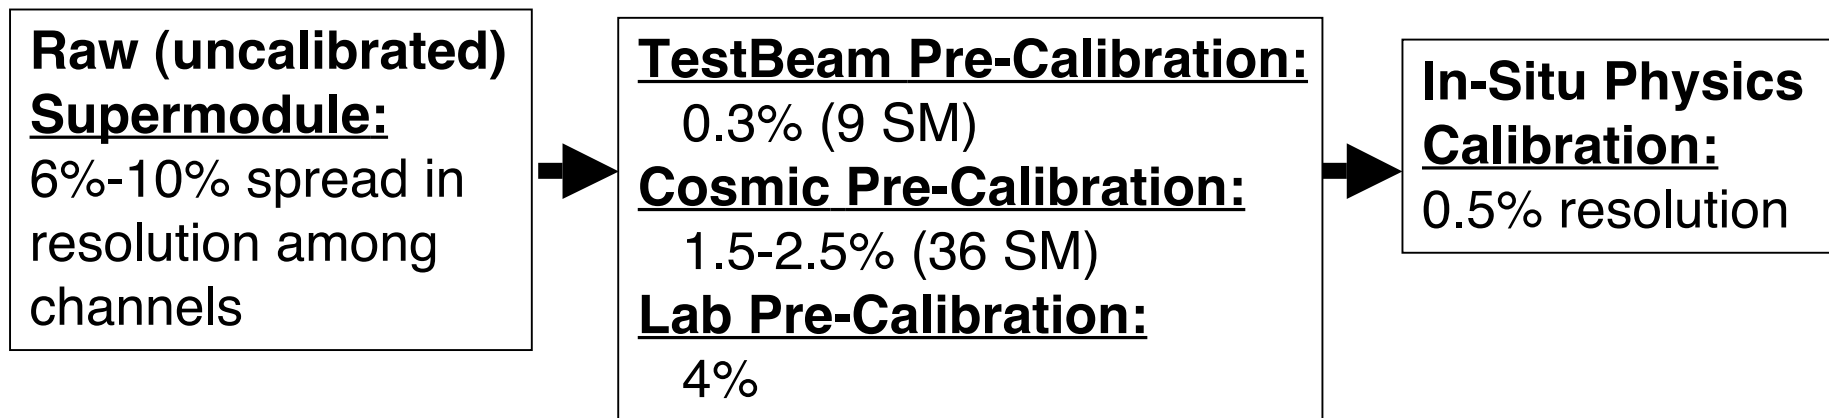 Raw (uncalibrated)
Supermodule:
6%-10% spread in
resolution among
channels
TestBeam Pre-Calibration:
0.3% (9 SM)
Cosmic Pre-Calibration:
1.5-2.5% (36 SM)
Lab Pre-Calibration:
4%
In-Situ Physics
Calibration:
0.5% resolution